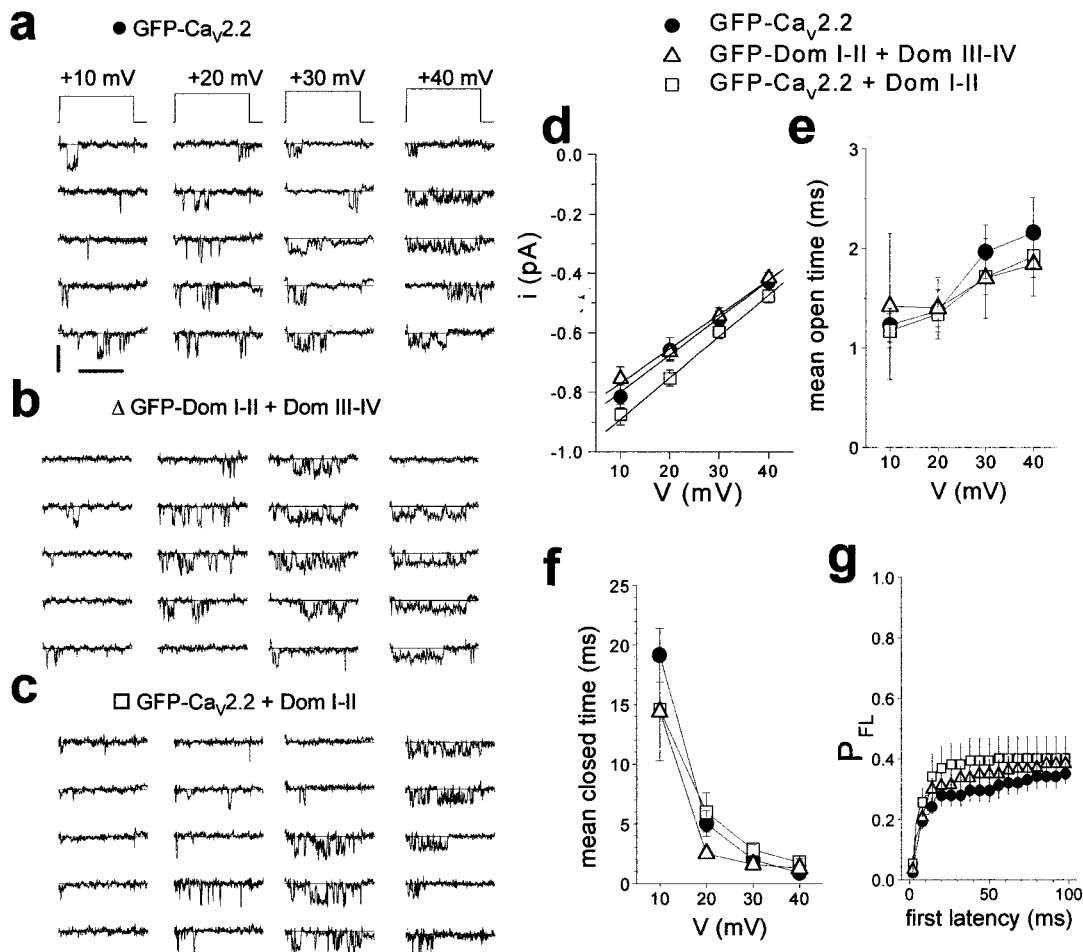 a
● GFP-CaV2.2
+10 mV +20 mV +30 mV +40 mV
b
Δ GFP-Dom I-II + Dom III-IV
c
□ GFP-CaV2.2 + Dom I-II
● GFP-CaV2.2
△ GFP-Dom I-II + Dom III-IV
□ GFP-CaV2.2 + Dom I-II
d
0.0
-0.2
-0.4
-0.6
-0.8
-1.0
i (pA)
10 20 30 40
V (mV)
e
3
2
1
0
mean open time (ms)
10 20 30 40
V (mV)
f
25
20
15
10
5
0
mean closed time (ms)
10 20 30 40
V (mV)
g
1.0
0.8
0.6
0.4
0.2
0.0
PFL
0 50 100
first latency (ms)